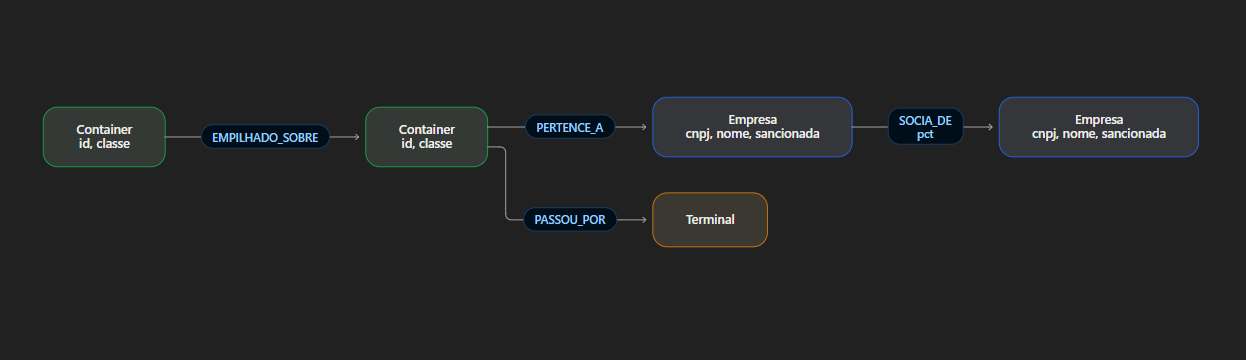 Container
id, classe
EMPILHADO_SOBRE
Container
id, classe
PERTENCE_A
Empresa
cnpj, nome, sancionada
SOCIA_DE
pct
Empresa
cnpj, nome, sancionada
PASSOU_POR
Terminal